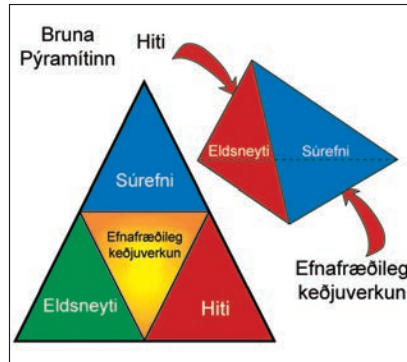 Bruna
Pýramítinn
Hiti
Eldsneyti
Súrefni
Súrefni
Efnafræðileg
keðjuverkun
Eldsneyti
Hiti
Efnafræðileg
keðjuverkun